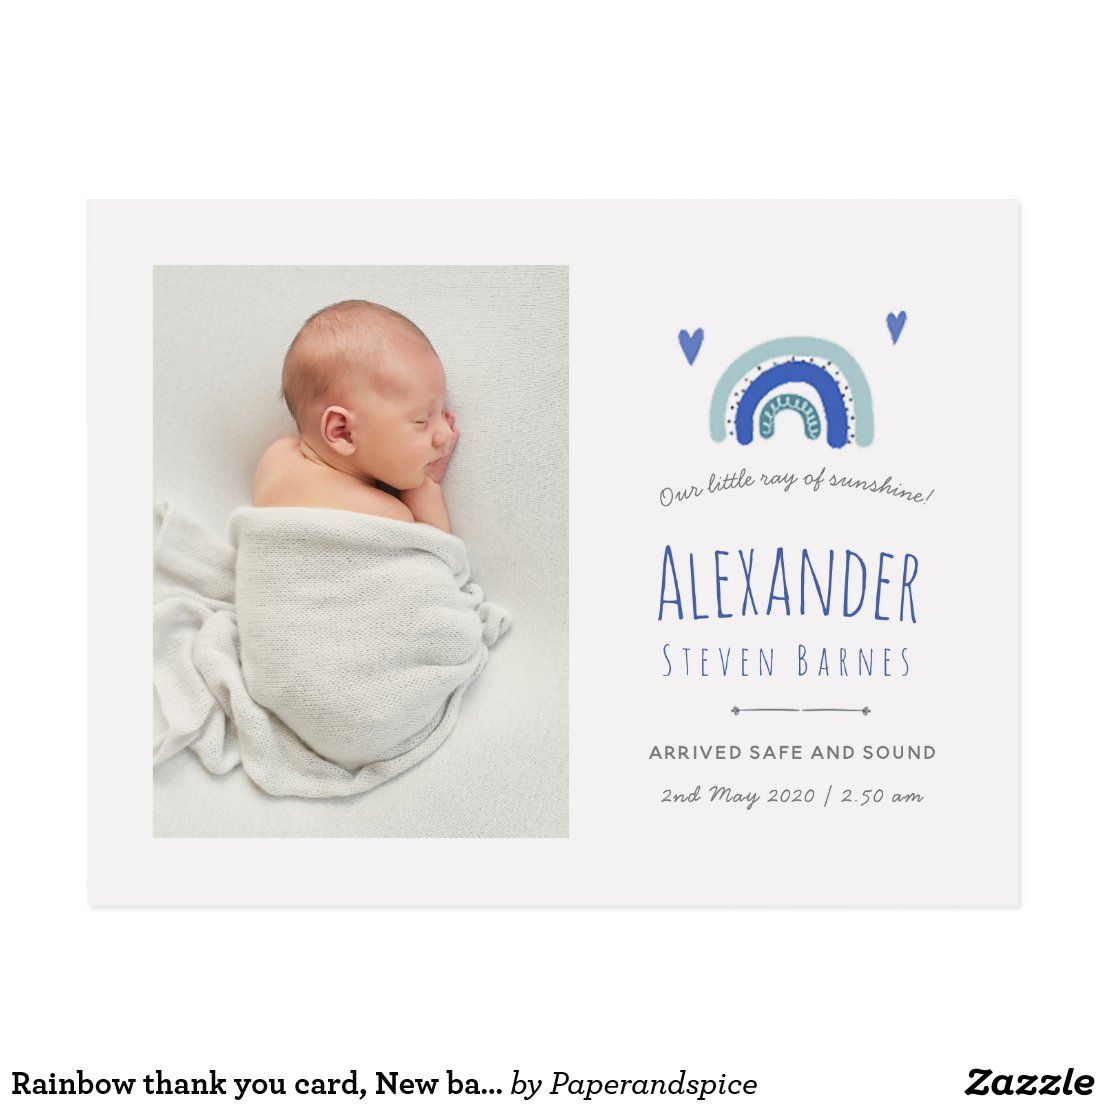 Our little ray of sunshine!
ALEXANDER
STEVEN BARNES
ARRIVED SAFE AND SOUND
2nd May 2020 / 2.50 am
Rainbow thank you card, New ba... by Paperandspice
Zazzle